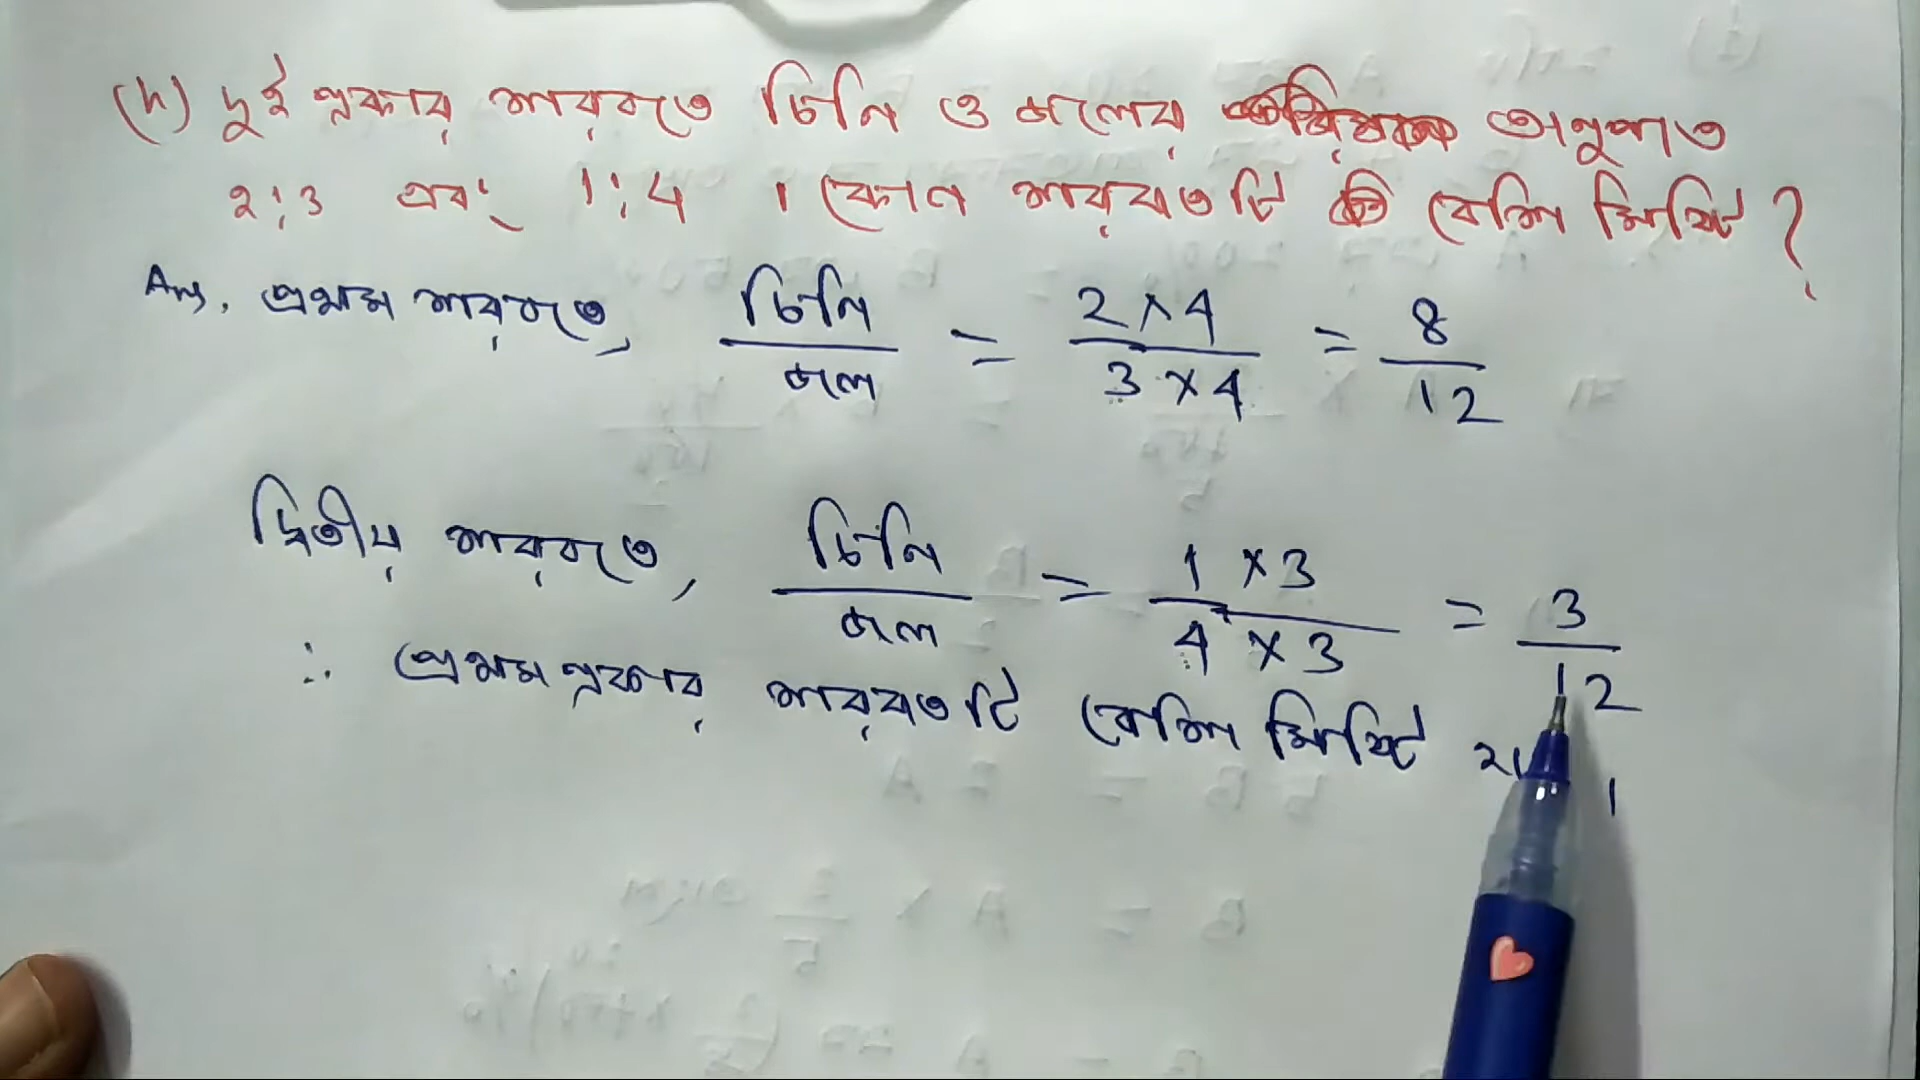 (h) দুই প্রকার শরবতে চিনি ও জলের অনুপাত
২:৩ এবং 1:4 । কোন শরবতটি বেশি মিষ্টি ?
Ans. প্রথম শরবতে, চিনি/জল = 2×4/3×4 = 8/12
দ্বিতীয় শরবতে, চিনি/জল = 1×3/4×3 = 3/12
∴ প্রথম প্রকার শরবতটি বেশি মিষ্টি ।